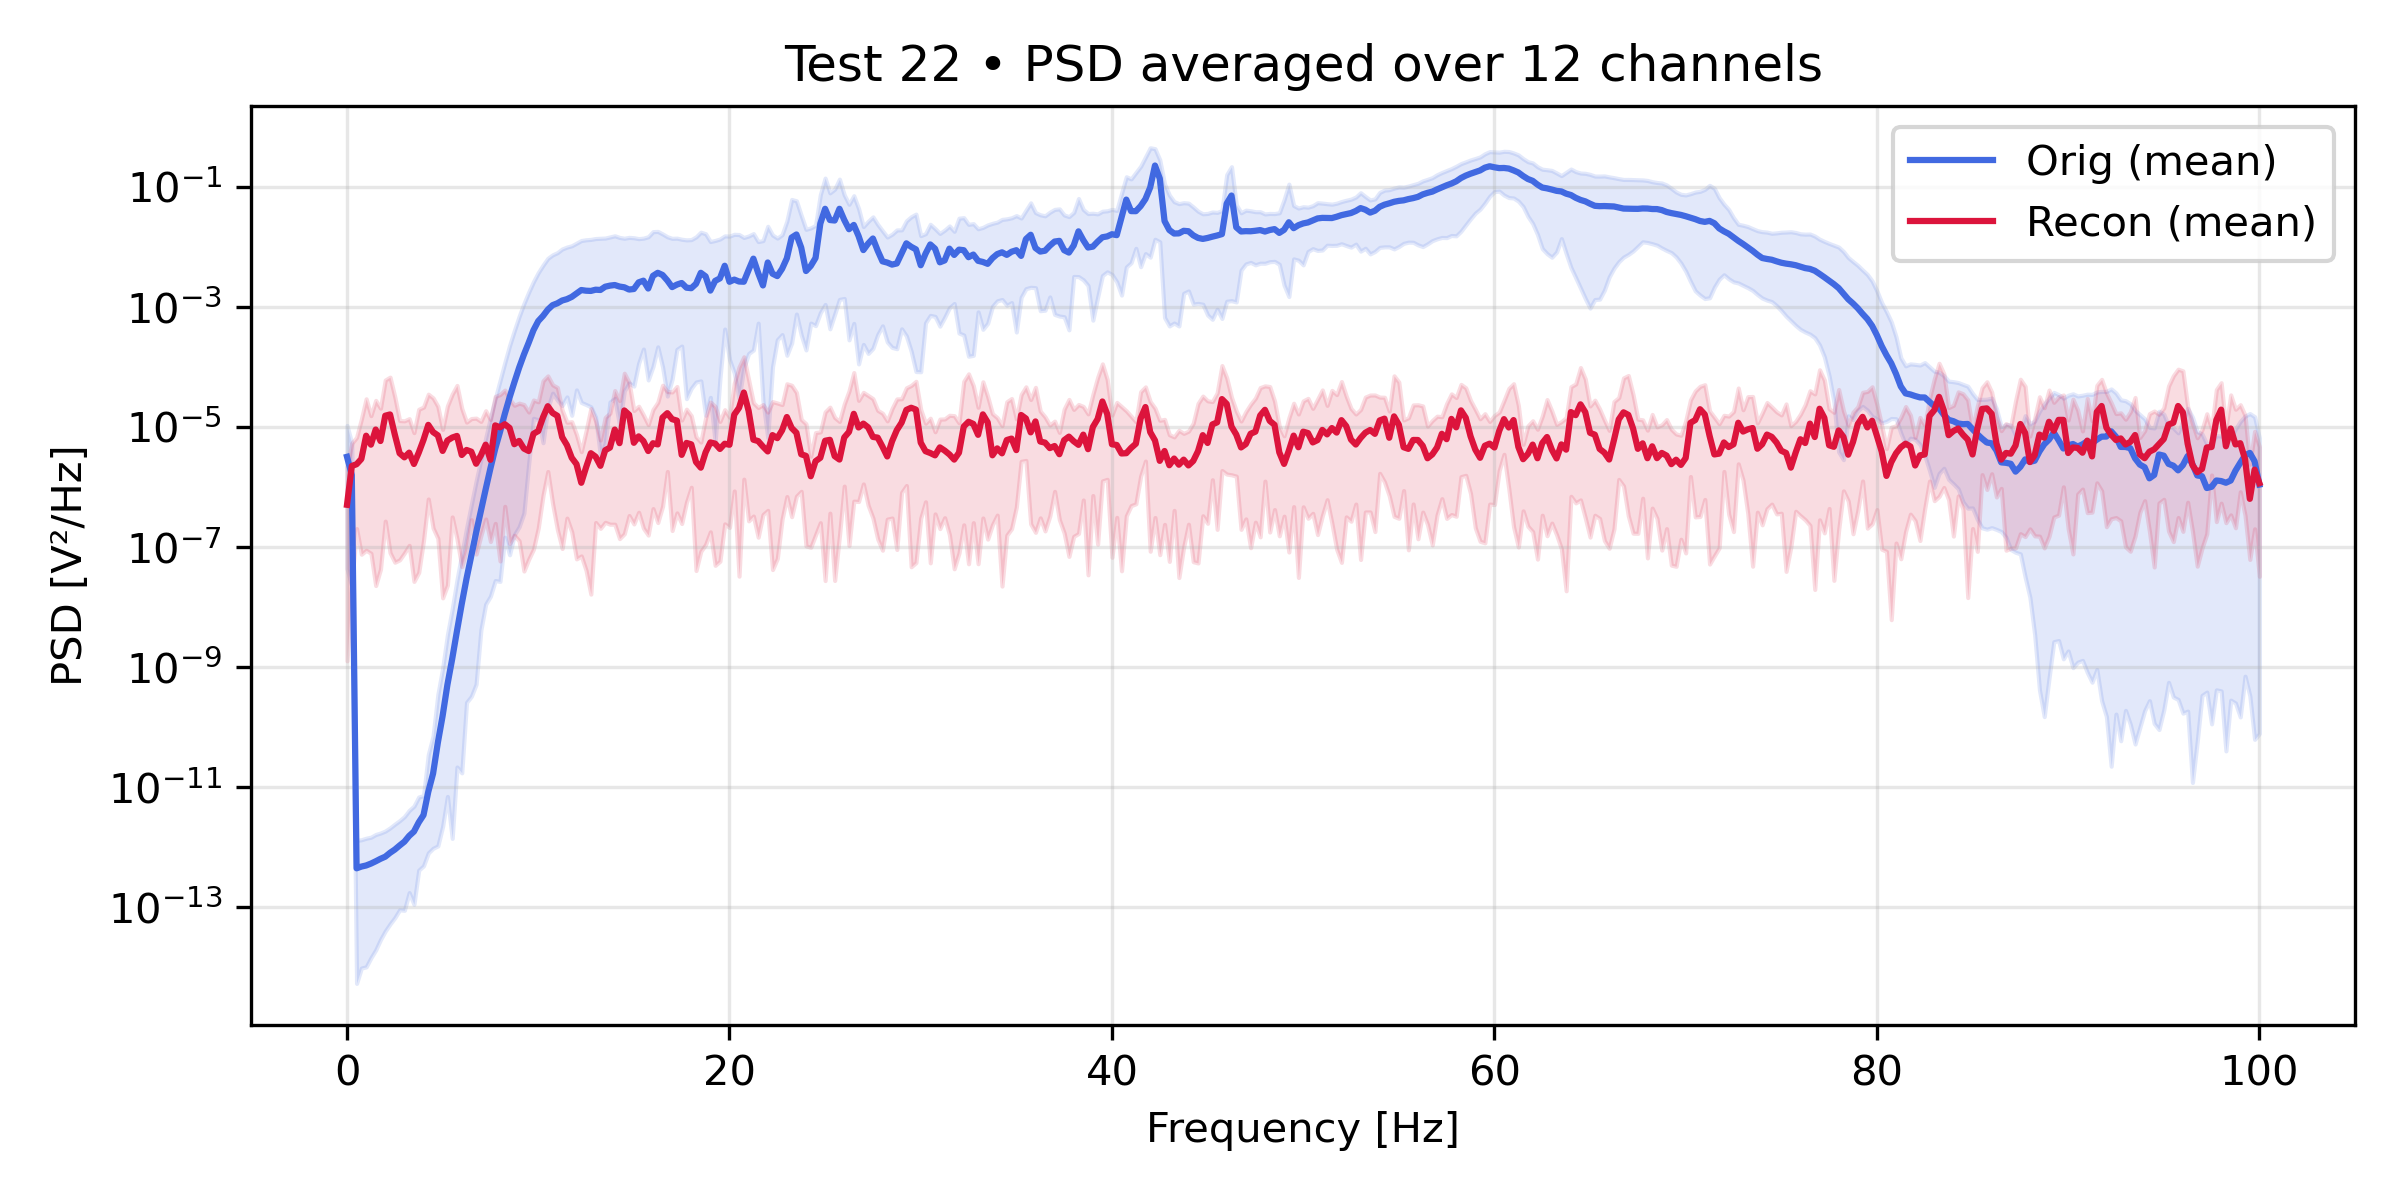 Test 22 • PSD averaged over 12 channels
Orig (mean)
Recon (mean)
PSD [V²/Hz]
10⁻¹
10⁻³
10⁻⁵
10⁻⁷
10⁻⁹
10⁻¹¹
10⁻¹³
0 20 40 60 80 100
Frequency [Hz]